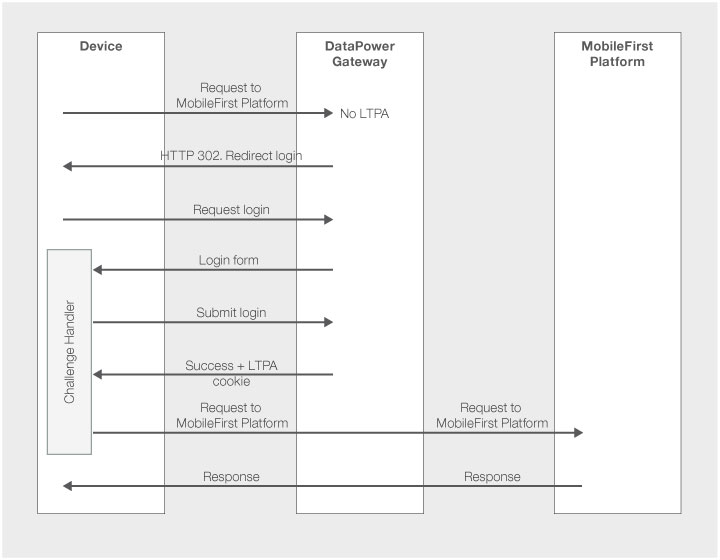 Device
DataPower
Gateway
MobileFirst
Platform
Request to
MobileFirst Platform
No LTPA
HTTP 302. Redirect login
Request login
Login form
Submit login
Success + LTPA
cookie
Challenge Handler
Request to
MobileFirst Platform
Request to
MobileFirst Platform
Response
Response